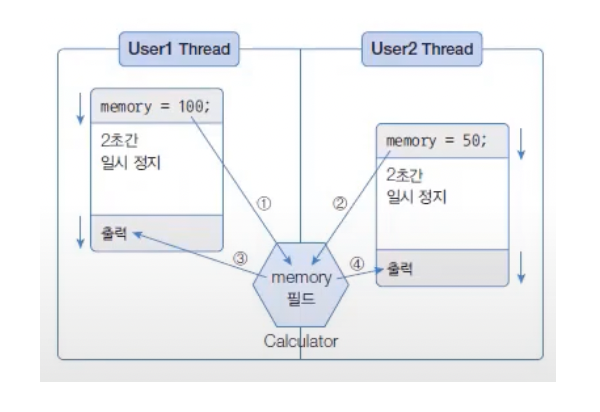 User1 Thread
User2 Thread
memory = 100;
2초간
일시 정지
출력
memory = 50;
2초간
일시 정지
출력
①
②
③
④
memory
필드
Calculator